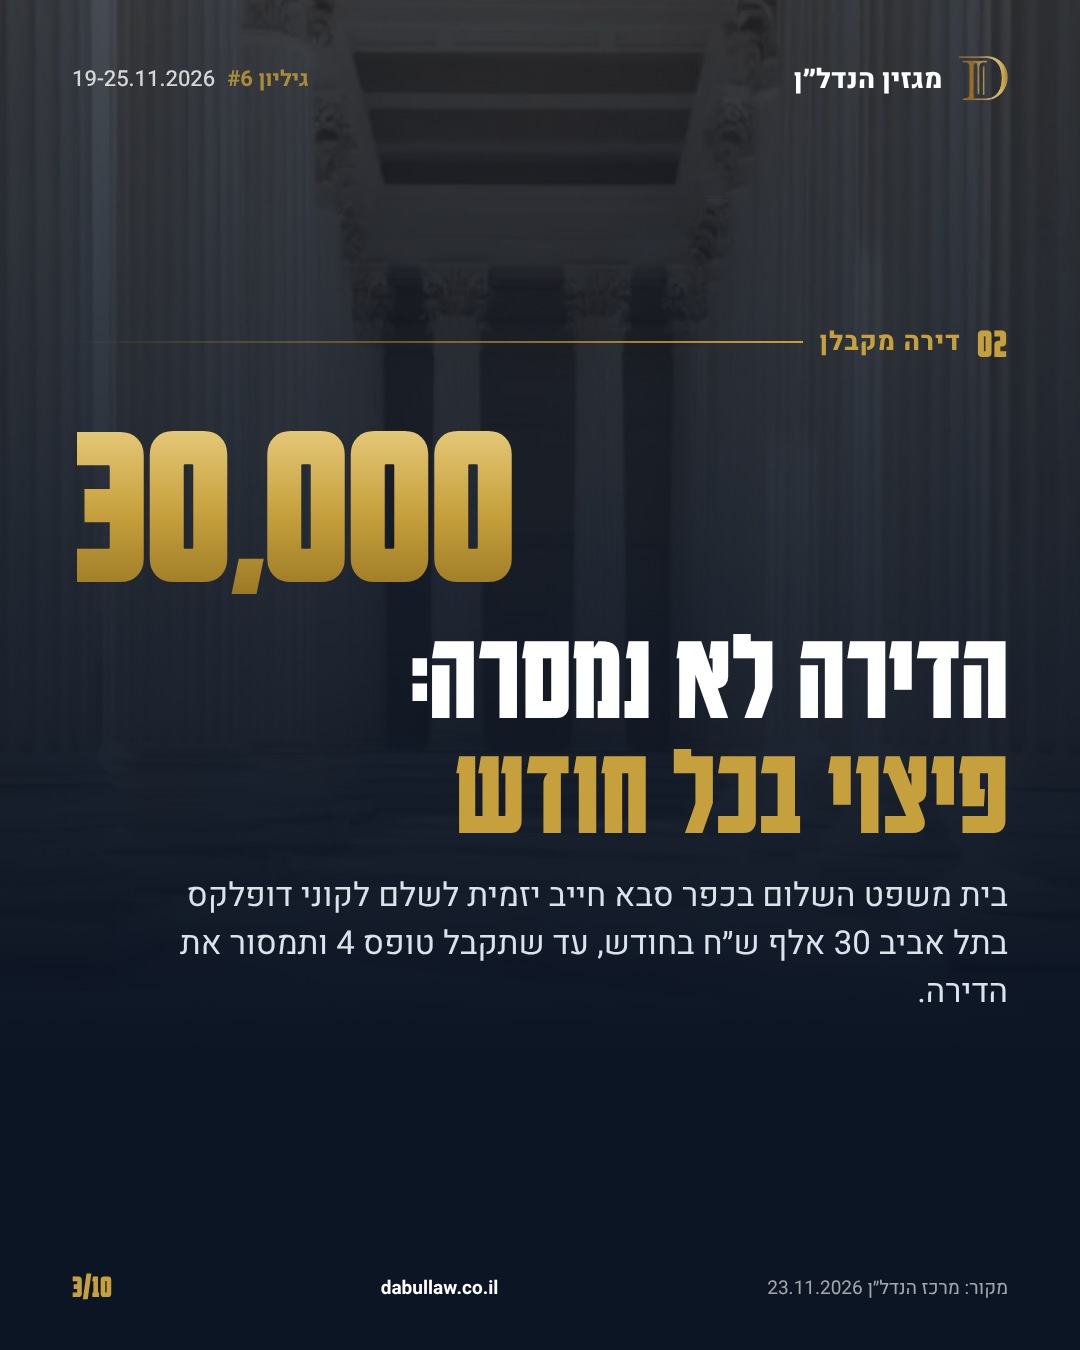 מגזין הנדל״ן
גיליון #6 19-25.11.2026
02 דירה מקבלן
30,000
הדירה לא נמסרה:
פיצוי בכל חודש
בית משפט השלום בכפר סבא חייב יזמית לשלם לקוני דופלקס
בתל אביב 30 אלף ש״ח בחודש, עד שתקבל טופס 4 ותמסור את
הדירה.
מקור: מרכז הנדל״ן 23.11.2026
dabullaw.co.il
3/10